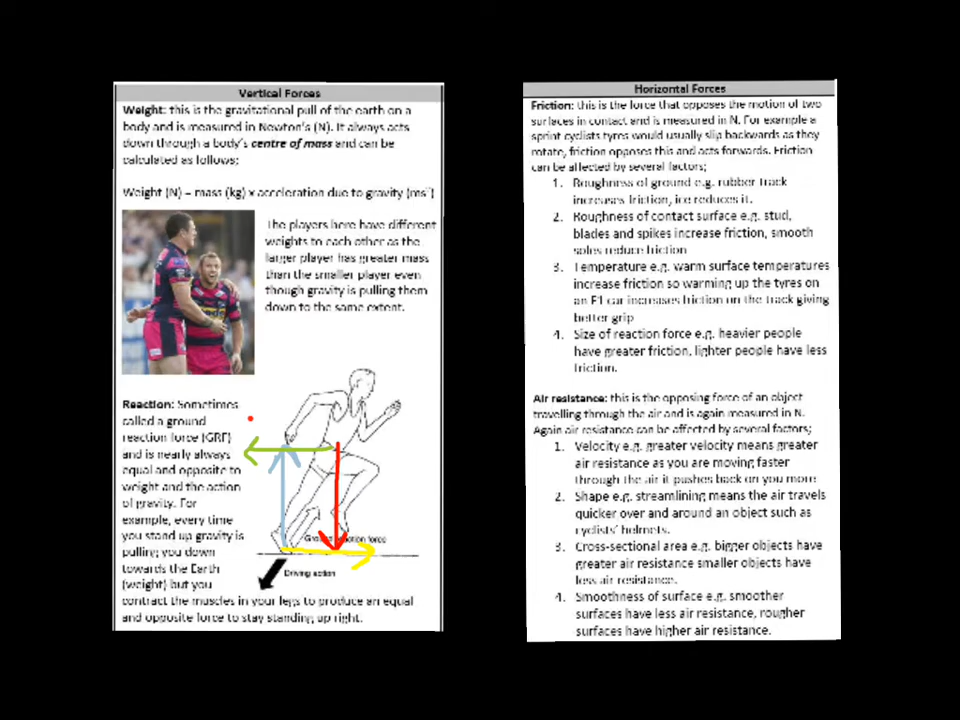 Vertical Forces
Weight: this is the gravitational pull of the earth on a
body and is measured in Newton's (N). It always acts
down through a body's centre of mass and can be
calculated as follows;
Weight (N) – mass (kg) x acceleration due to gravity (ms⁻)
The players here have different
weights to each other as the
larger player has greater mass
than the smaller player even
though gravity is pulling them
down to the same extent.
Reaction: Sometimes
called a ground
reaction force (GRF)
and is nearly always
equal and opposite to
weight and the action
of gravity. For
example, every time
you stand up gravity is
pulling you down
towards the Earth
(weight) but you
contract the muscles in your legs to produce an equal
and opposite force to stay standing up right.
Ground reaction force
Driving action
Horizontal Forces
Friction: this is the force that opposes the motion of two
surfaces in contact and is measured in N. For example a
sprint cyclists tyres would usually slip backwards as they
rotate, friction opposes this and acts forwards. Friction
can be affected by several factors;
1. Roughness of ground e.g. rubber track
increases friction, ice reduces it.
2. Roughness of contact surface e.g. stud,
blades and spikes increase friction, smooth
soles reduce friction
3. Temperature e.g. warm surface temperatures
increase friction so warming up the tyres on
an F1 car increases friction on the track giving
better grip
4. Size of reaction force e.g. heavier people
have greater friction, lighter people have less
friction.
Air resistance: this is the opposing force of an object
travelling through the air and is again measured in N.
Again air resistance can be affected by several factors;
1. Velocity e.g. greater velocity means greater
air resistance as you are moving faster
through the air it pushes back on you more
2. Shape e.g. streamlining means the air travels
quicker over and around an object such as
cyclists' helmets.
3. Cross-sectional area e.g. bigger objects have
greater air resistance smaller objects have
less air resistance.
4. Smoothness of surface e.g. smoother
surfaces have less air resistance, rougher
surfaces have higher air resistance.